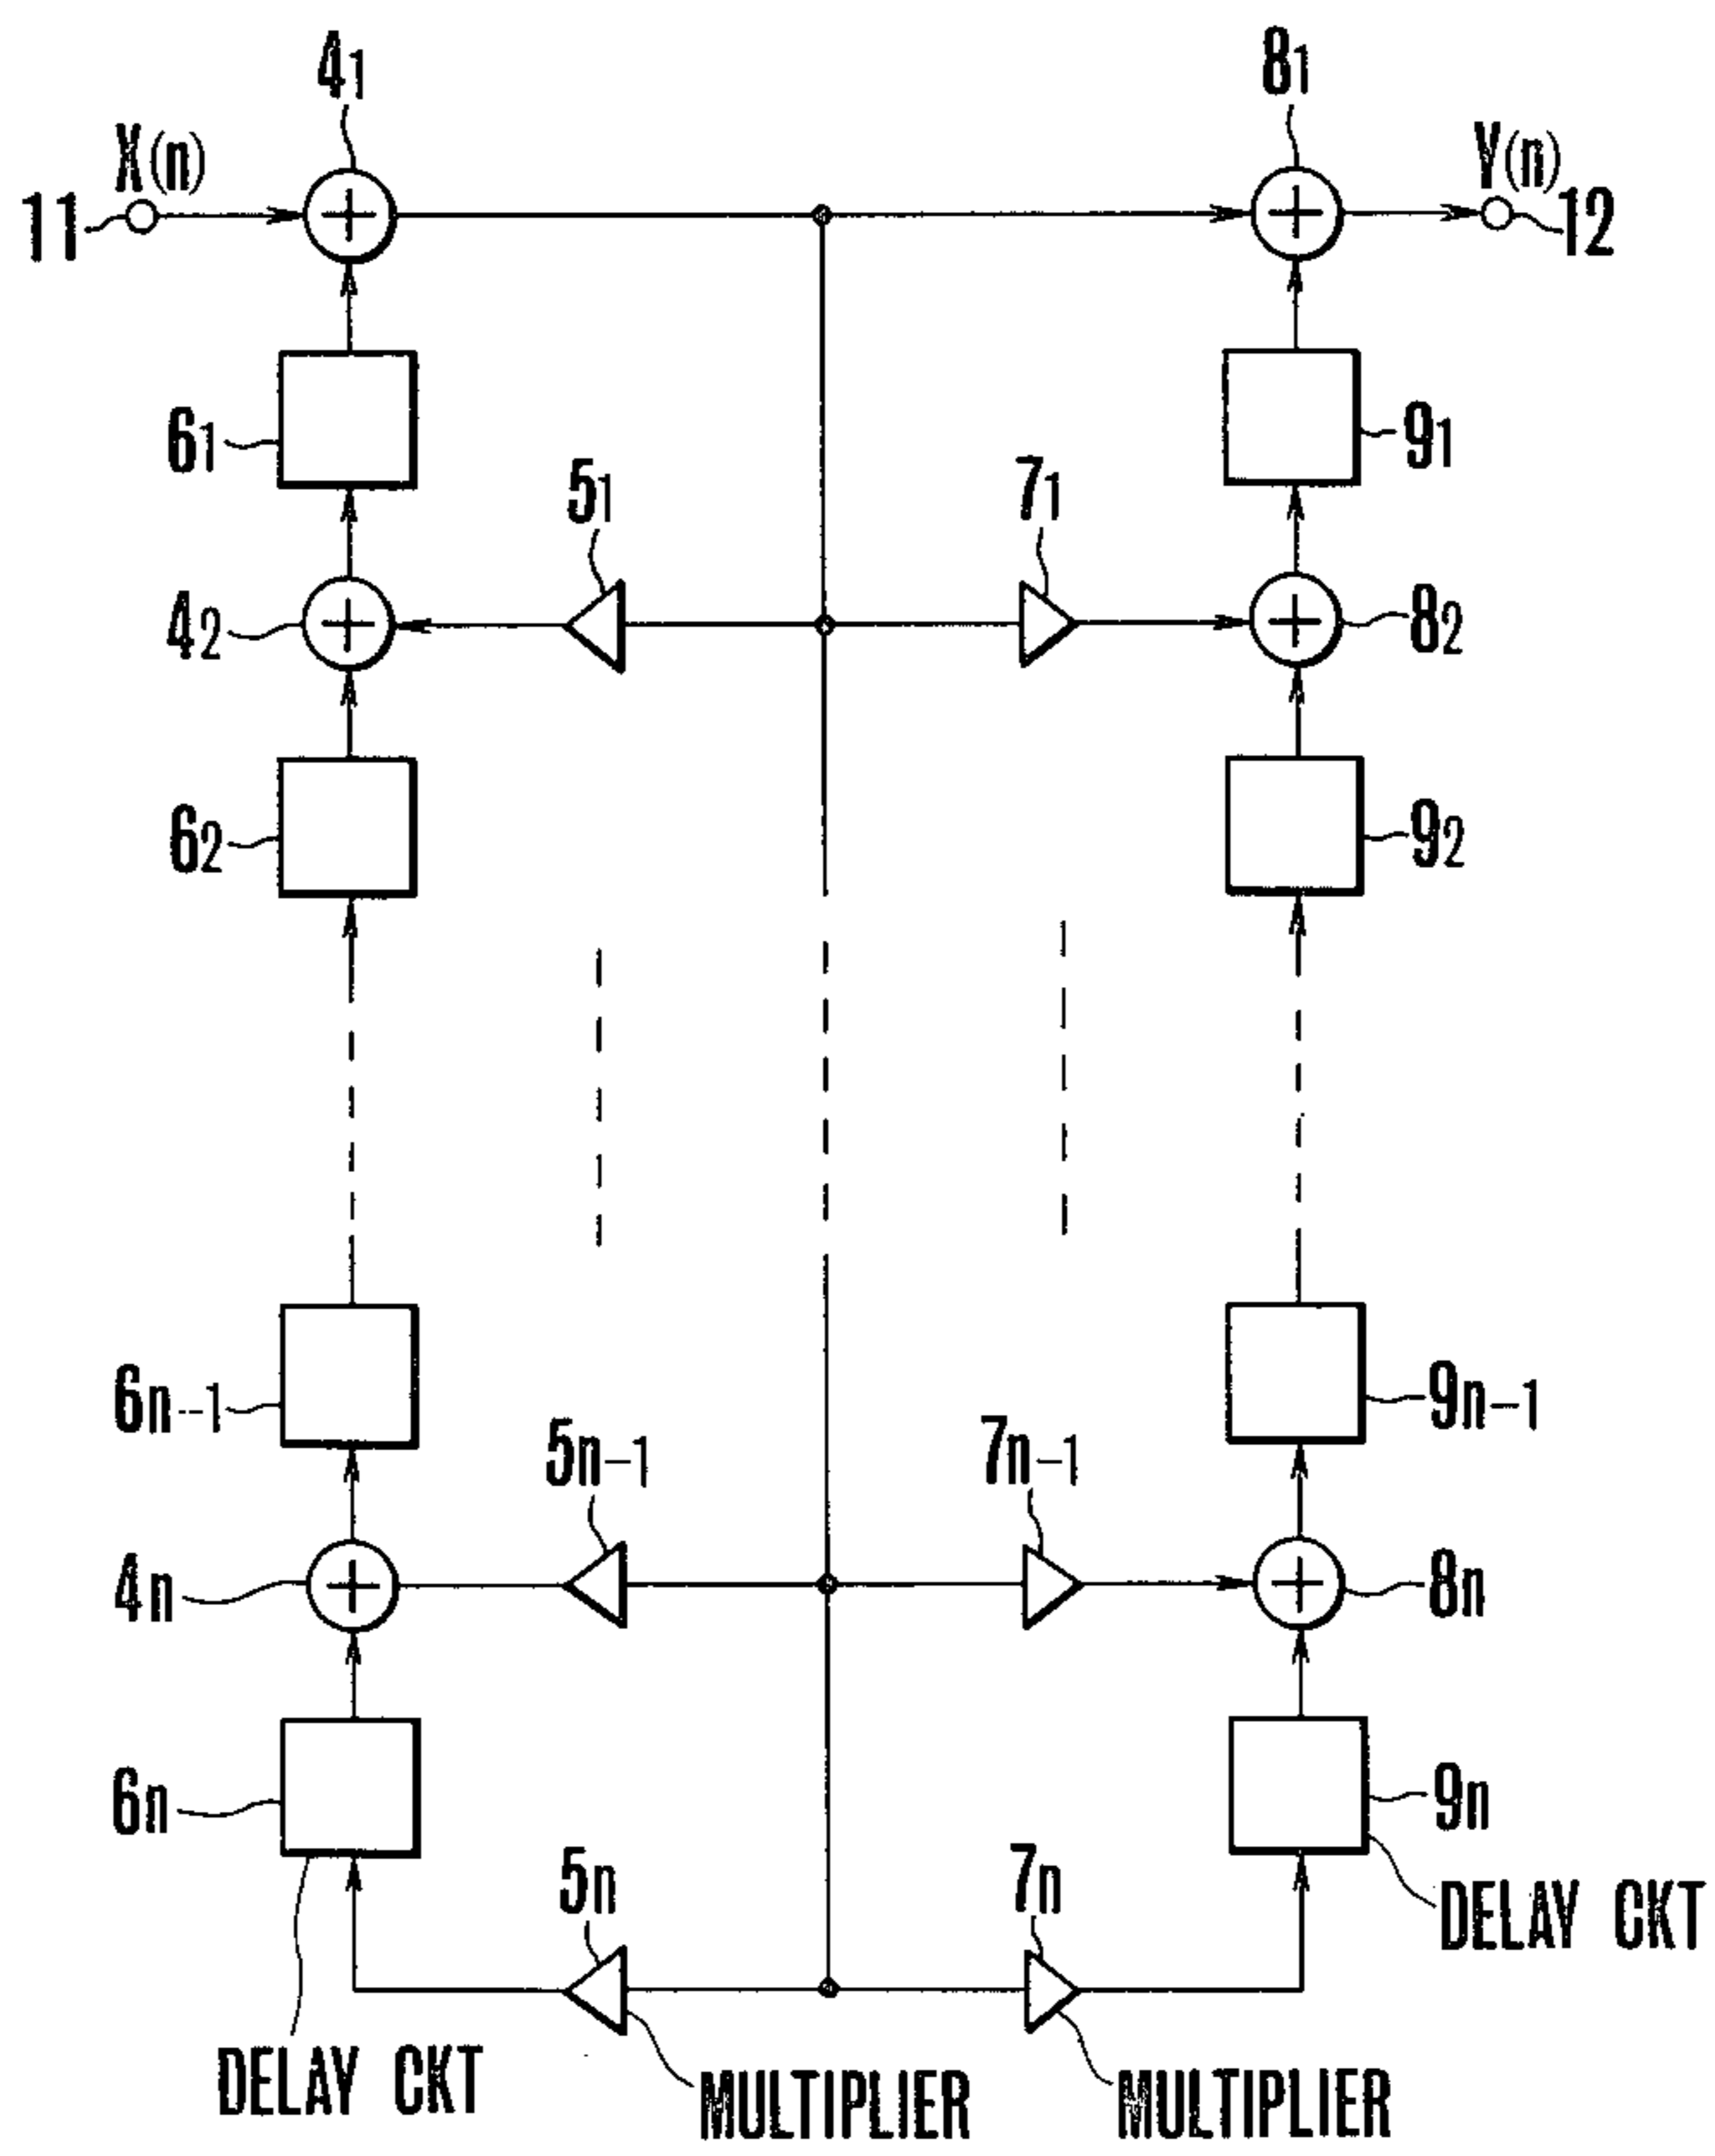 4₁
8₁
X(n)
Y(n)
11
12
6₁
9₁
5₁
7₁
4₂
8₂
6₂
9₂
6n-1
9n-1
5n-1
7n-1
4n
8n
6n
9n
5n
7n
DELAY CKT
DELAY CKT
MULTIPLIER
MULTIPLIER